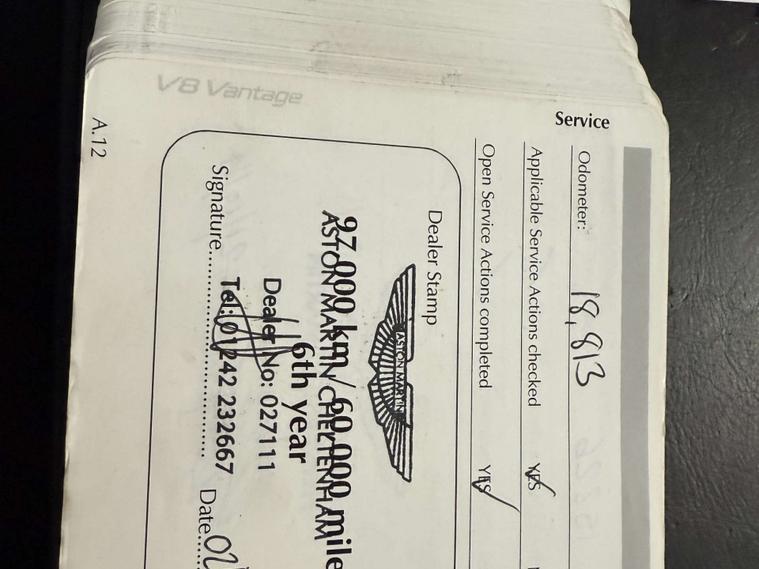 Service
Odometer: 18,813
Applicable Service Actions checked YES
Open Service Actions completed YES
Dealer Stamp
ASTON MARTIN
97,000 km / 60,000 mile
ASTON MARTIN CHELTENHAM
6th year
Dealer No: 027111
Tel: 01242 232667
Signature.......................... Date.....02
V8 Vantage
A.12